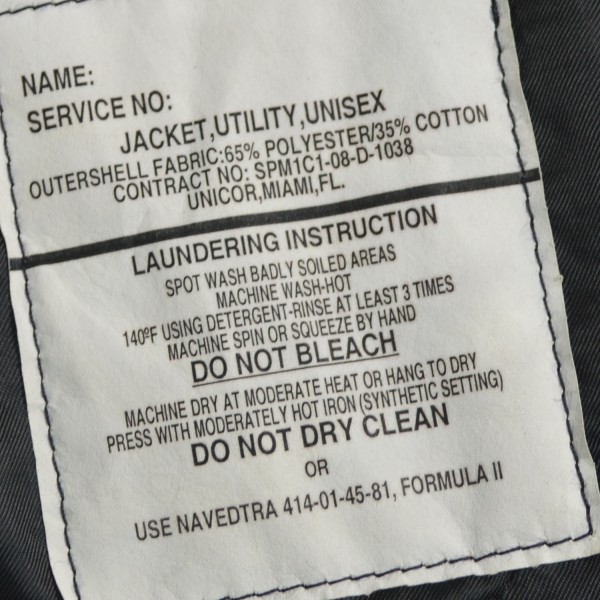 NAME:
SERVICE NO:
JACKET,UTILITY,UNISEX
OUTERSHELL FABRIC:65% POLYESTER/35% COTTON
CONTRACT NO: SPM1C1-08-D-1038
UNICOR,MIAMI,FL.
LAUNDERING INSTRUCTION
SPOT WASH BADLY SOILED AREAS
MACHINE WASH-HOT
140ºF USING DETERGENT-RINSE AT LEAST 3 TIMES
MACHINE SPIN OR SQUEEZE BY HAND
DO NOT BLEACH
MACHINE DRY AT MODERATE HEAT OR HANG TO DRY
PRESS WITH MODERATELY HOT IRON (SYNTHETIC SETTING)
DO NOT DRY CLEAN
OR
USE NAVEDTRA 414-01-45-81, FORMULA II